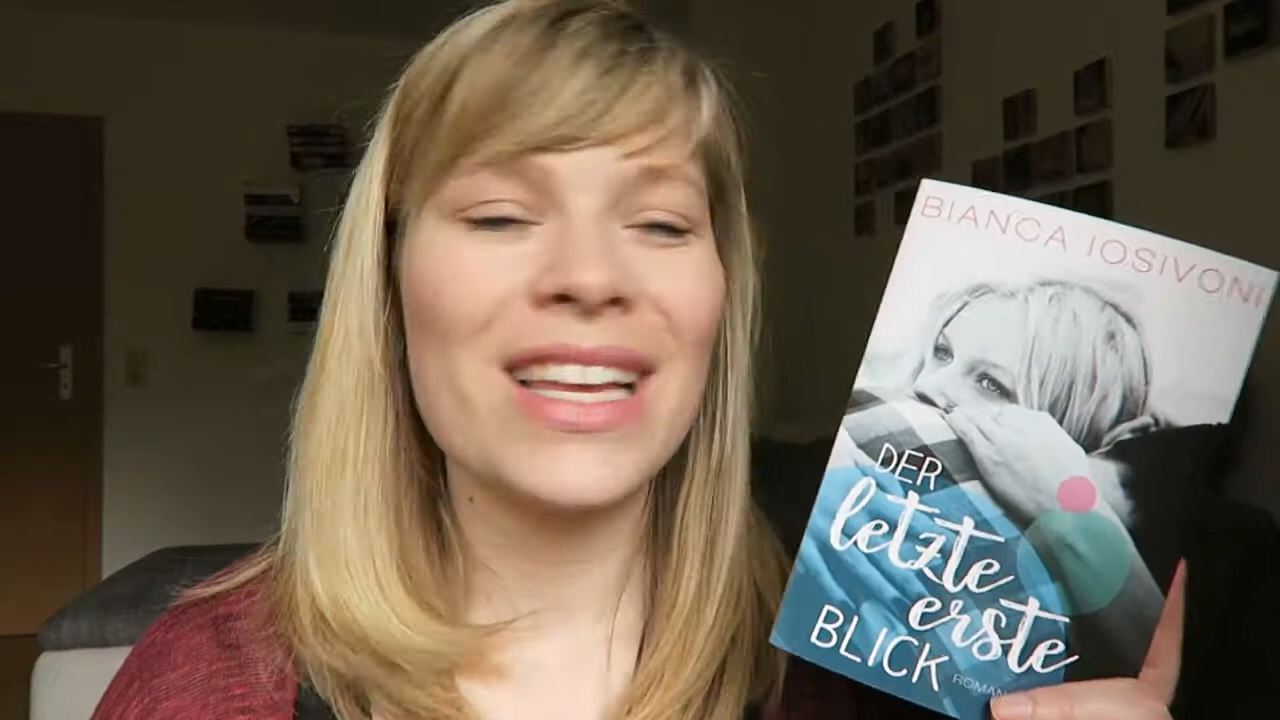 BIANCA IOSIVONI
DER
letzte
erste
BLICK
ROMAN